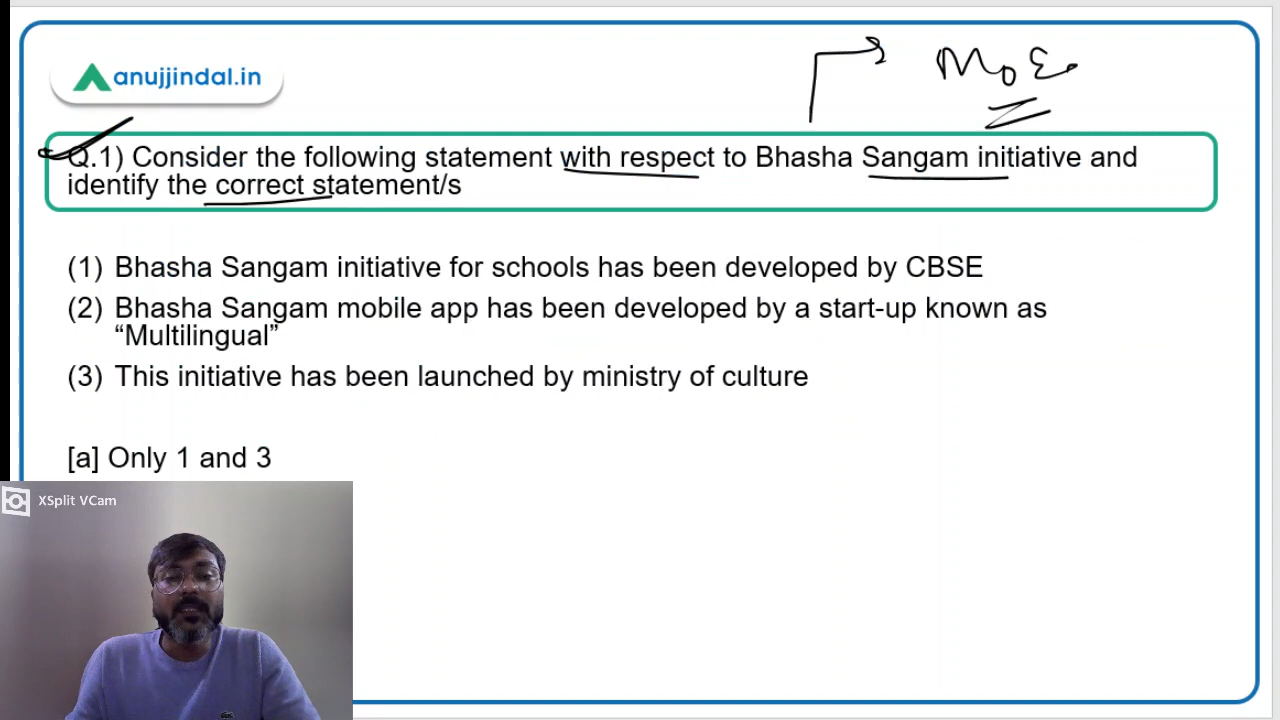 anujjindal.in
MoE
Q.1) Consider the following statement with respect to Bhasha Sangam initiative and
identify the correct statement/s
(1) Bhasha Sangam initiative for schools has been developed by CBSE
(2) Bhasha Sangam mobile app has been developed by a start-up known as
“Multilingual”
(3) This initiative has been launched by ministry of culture
[a] Only 1 and 3
XSplit VCam